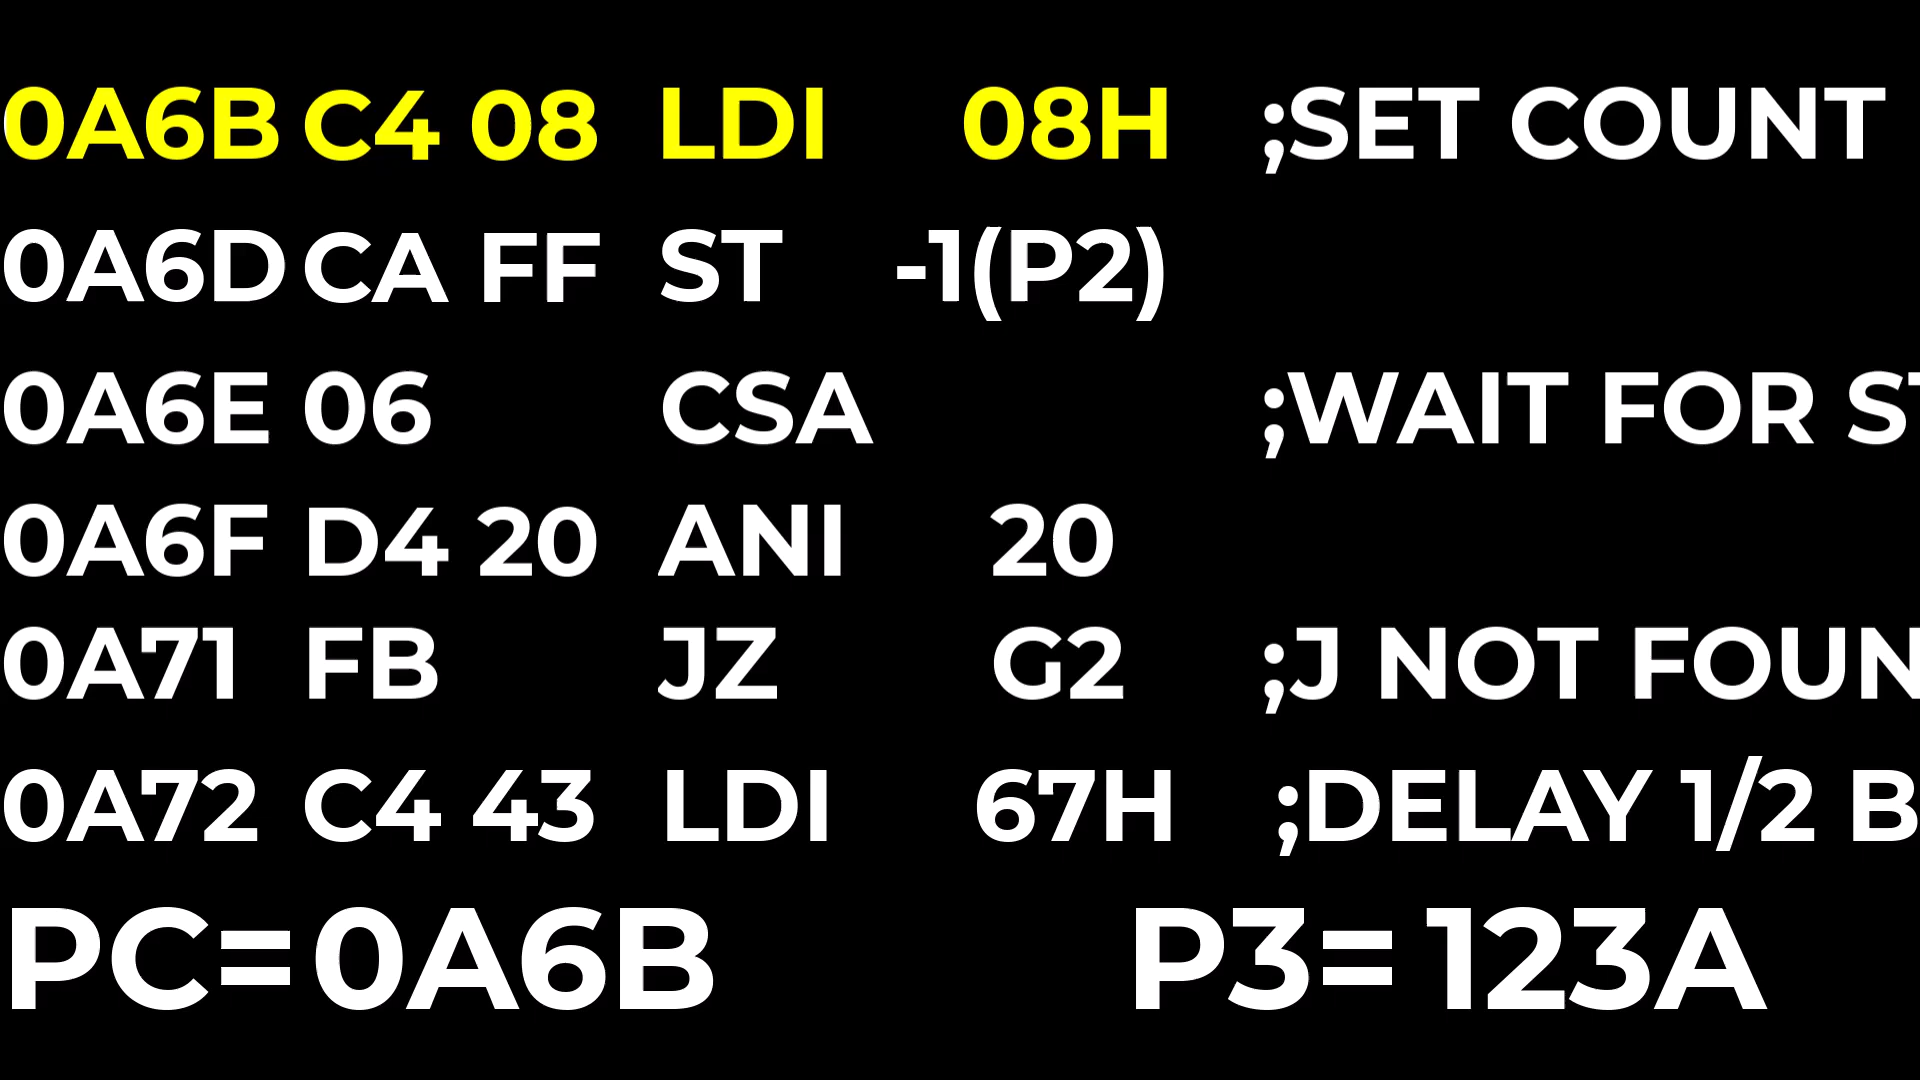 0A6B C4 08 LDI 08H ;SET COUNT
0A6D CA FF ST -1(P2)
0A6E 06 CSA ;WAIT FOR
0A6F D4 20 ANI 20
0A71 FB JZ G2 ;J NOT
0A72 C4 43 LDI 67H ;DELAY 1/2
PC=0A6B P3=123A